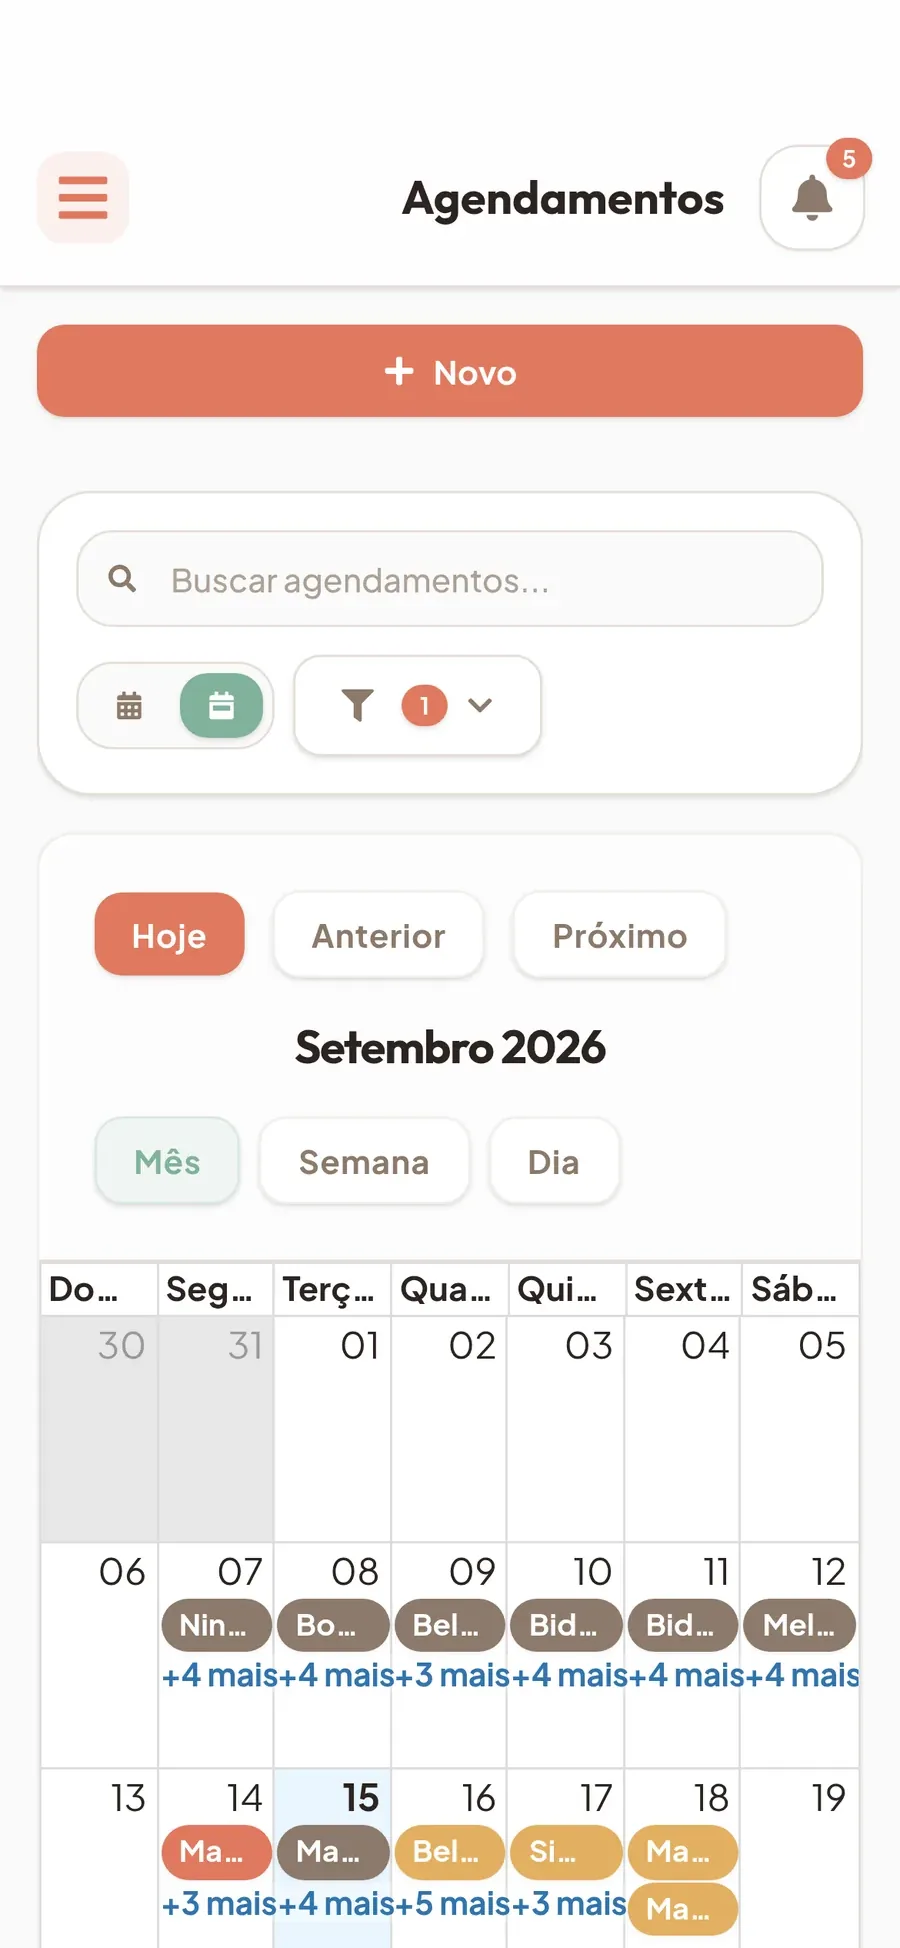 Agendamentos
5
Novo
Buscar agendamentos...
1
Hoje Anterior Próximo
Setembro 2026
Mês Semana Dia
Do... Seg... Terç... Qua... Qui... Sext... Sáb...
30 31 01 02 03 04 05
06 07 08 09 10 11 12
Nin... Bo... Bel... Bid... Bid... Mel...
+4 mais +4 mais +3 mais +4 mais +4 mais +4 mais
13 14 15 16 17 18 19
Ma... Ma... Bel... Si... Ma...
+3 mais +4 mais +5 mais +3 mais Ma...